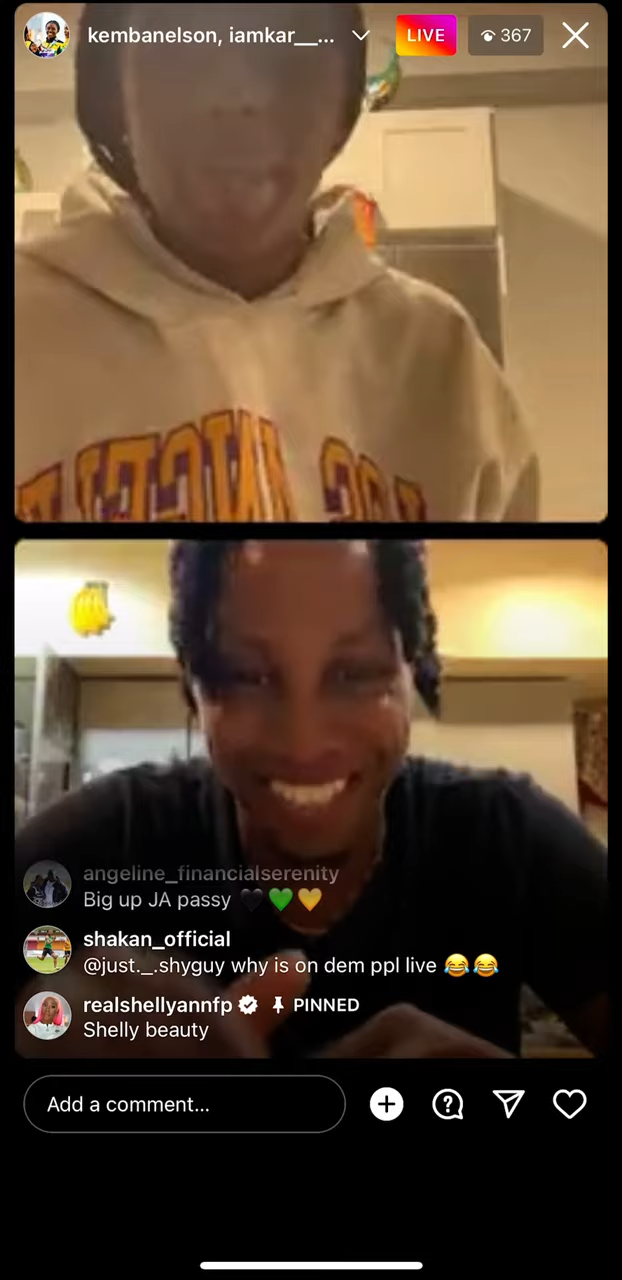 kembanelson, iamkar__...
LIVE
367
angeline_financialserenity
Big up JA passy 🖤💚💛
shakan_official
@just._.shyguy why is on dem ppl live 😂😂
realshellyannfp PINNED
Shelly beauty
Add a comment...